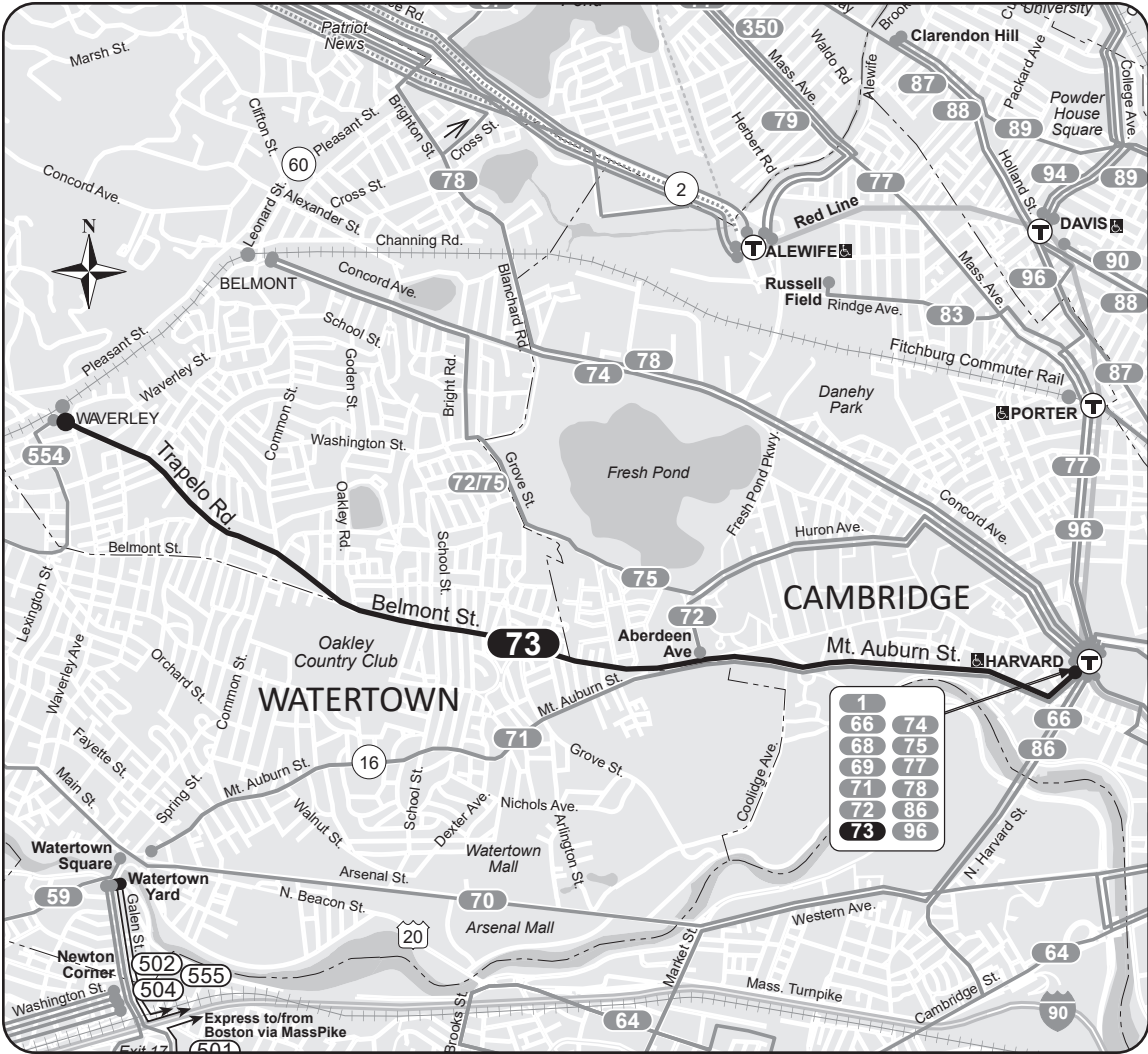 Patriot
News
Rd.
350
Mass. Ave.
Waldo Rd
Alewife
Clarendon Hill
University
87
88
Packard Ave
Powder
House
Square
College Ave.
Marsh St.
Clifton St.
Pleasant St.
60
Brighton St.
Cross St.
Herbert Rd
79
89
Holland St.
94
89
Concord Ave.
Leonard St.
Cross St.
Alexander St.
78
2
77
Red Line
T
DAVIS
N
Channing Rd.
T
ALEWIFE
90
BELMONT
Concord Ave.
Blanchard Rd.
Russell
Field
Rindge Ave.
83
Mass. Ave.
96
88
Pleasant St.
School St.
Waverley St.
Goden St.
Bright Rd.
74
78
Fitchburg Commuter Rail
87
Danehy
Park
PORTER
T
WAVERLEY
554
Common St.
Washington St.
Trapelo Rd.
72/75
Grove St.
Fresh Pond
Fresh Pond Pkwy.
77
Oakley Rd.
Concord Ave.
Huron Ave.
96
Belmont St.
School St.
75
Lexington St.
72
CAMBRIDGE
Belmont St.
73
Aberdeen
Ave
Mt. Auburn St.
HARVARD
T
Oakley
Country Club
Waverley Ave
Orchard St.
Common St.
WATERTOWN
Mt. Auburn St.
1
66
74
68
75
69
77
71
78
72
86
73
96
66
86
71
16
Grove St.
Coolidge Ave.
Fayette St.
Main St.
Spring St.
Mt. Auburn St.
School St.
Dexter Ave.
Nichols Ave.
Arlington St.
Walnut St.
N. Harvard St.
Watertown
Square
Watertown
Mall
Watertown
Yard
59
Arsenal St.
N. Beacon St.
70
Galen St.
20
Arsenal Mall
Western Ave.
Newton
Corner
502
555
504
Market St.
64
Washington St.
Mass. Turnpike
Cambridge St.
90
Express to/from
Boston via MassPike
Brooks St.
64
Exit 17
501